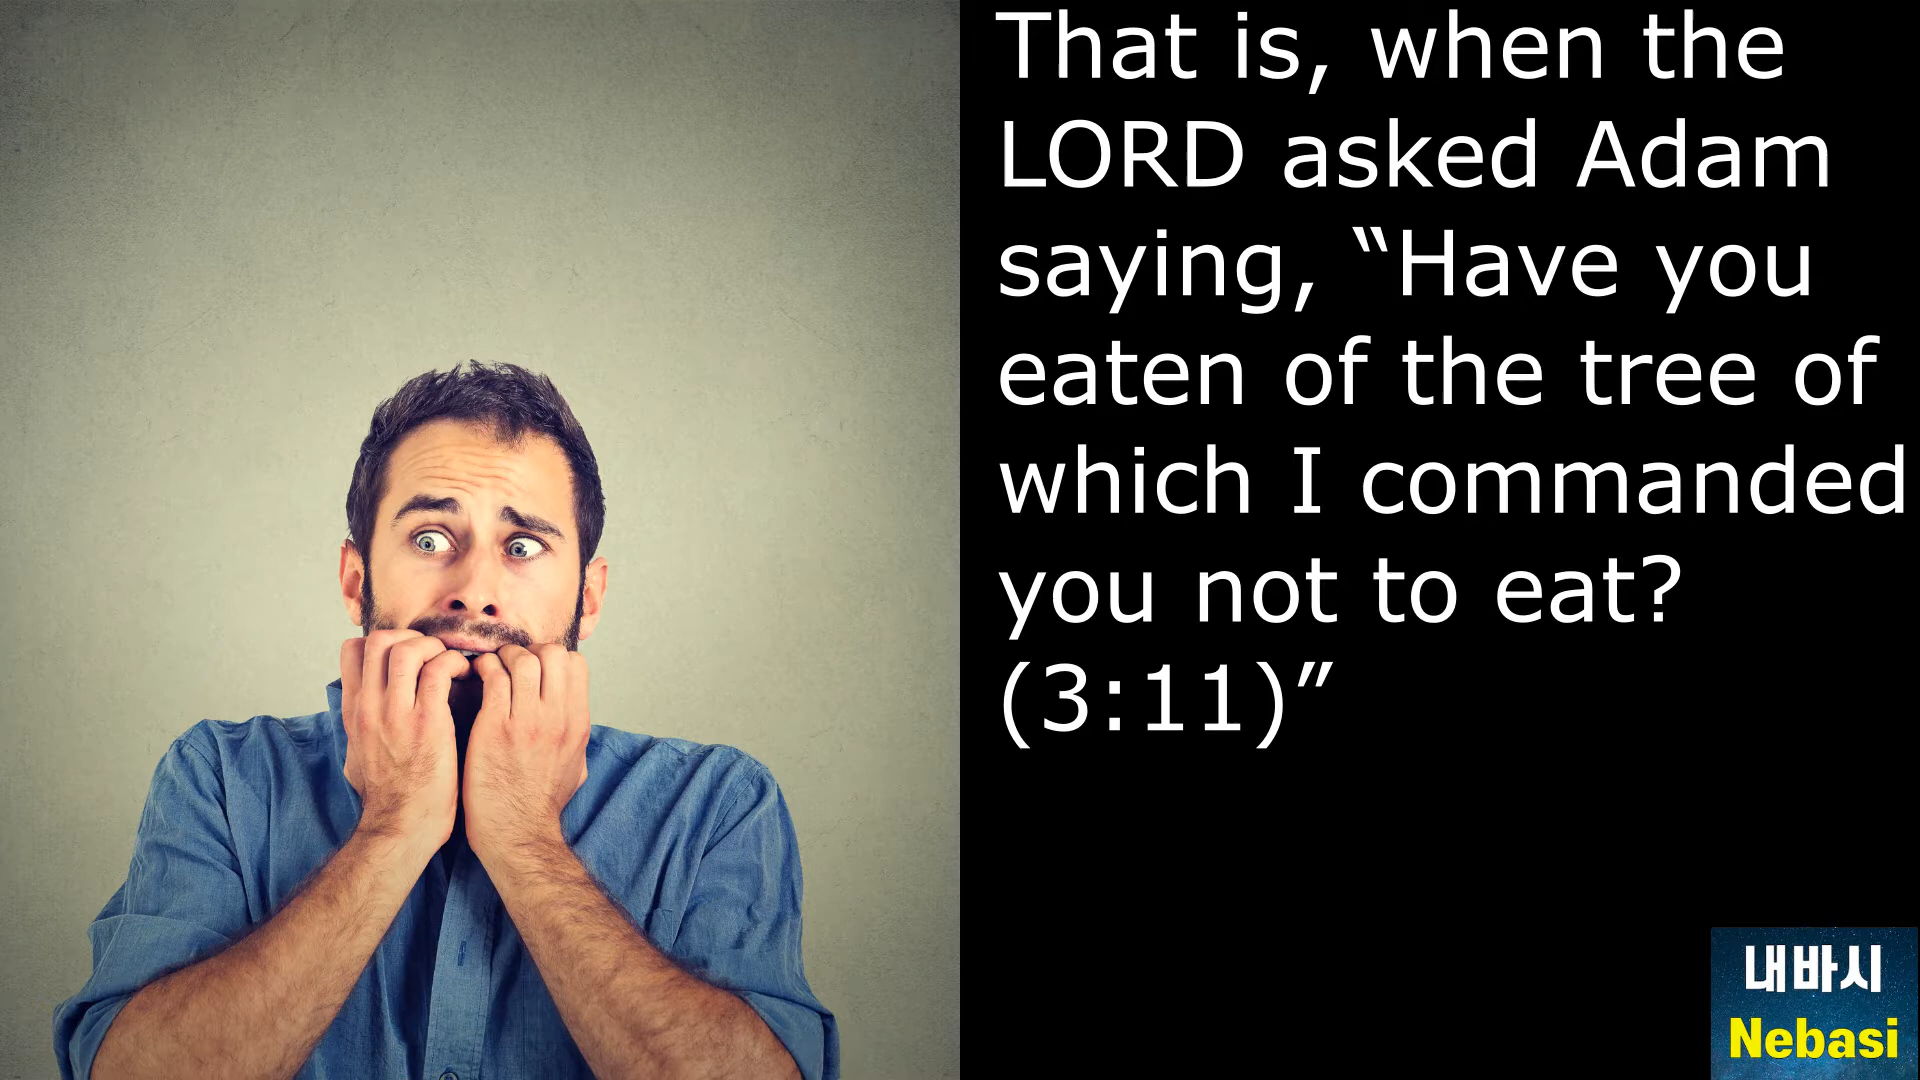 That is, when the
LORD asked Adam
saying, “Have you
eaten of the tree of
which I commanded
you not to eat?
(3:11)”
내바시
Nebasi